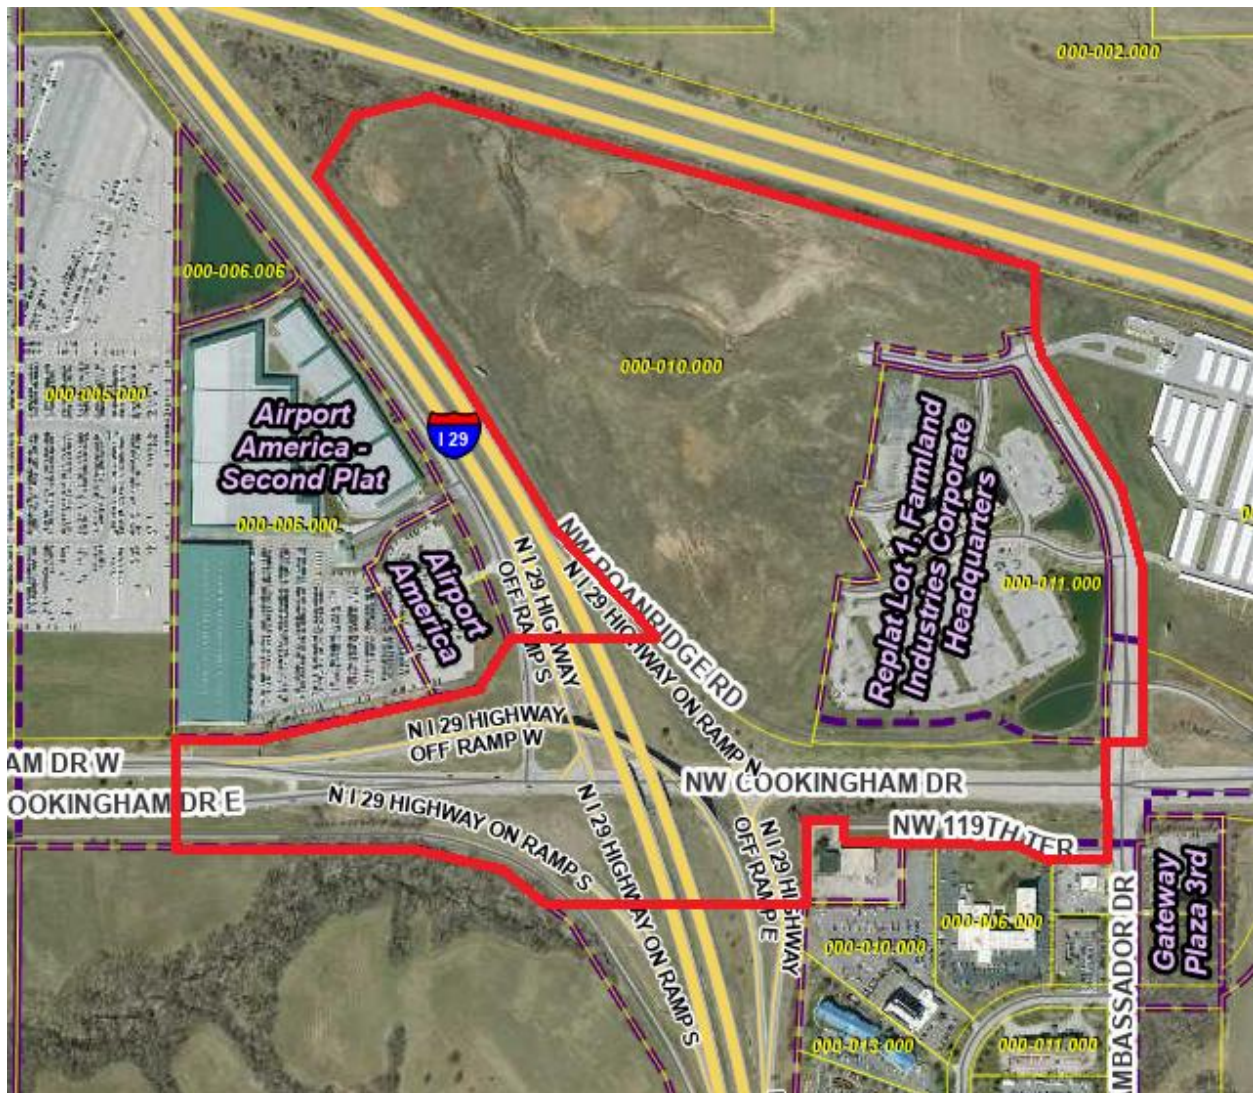 000-002.000
000-006.006
000-005.000
Airport
America -
Second Plat
000-006.000
I 29
000-010.000
Replat Lot 1, Farmland
Industries Corporate
Headquarters
000-011.000
Airport
America
N I 29 HIGHWAY
OFF RAMP S
N I 29 HIGHWAY ON RAMP N
NW ROANRIDGE RD
N I 29 HIGHWAY
OFF RAMP W
AM DR W
OOKINGHAM DR E
NW COOKINGHAM DR
N I 29 HIGHWAY ON RAMP S
N I 29 HIGHWAY ON RAMP S
N I 29 HIGHWAY
OFF RAMP E
NW 119TH TER
000-006.000
000-010.000
000-013.000
000-011.000
Gateway
Plaza 3rd
MBASSADOR DR